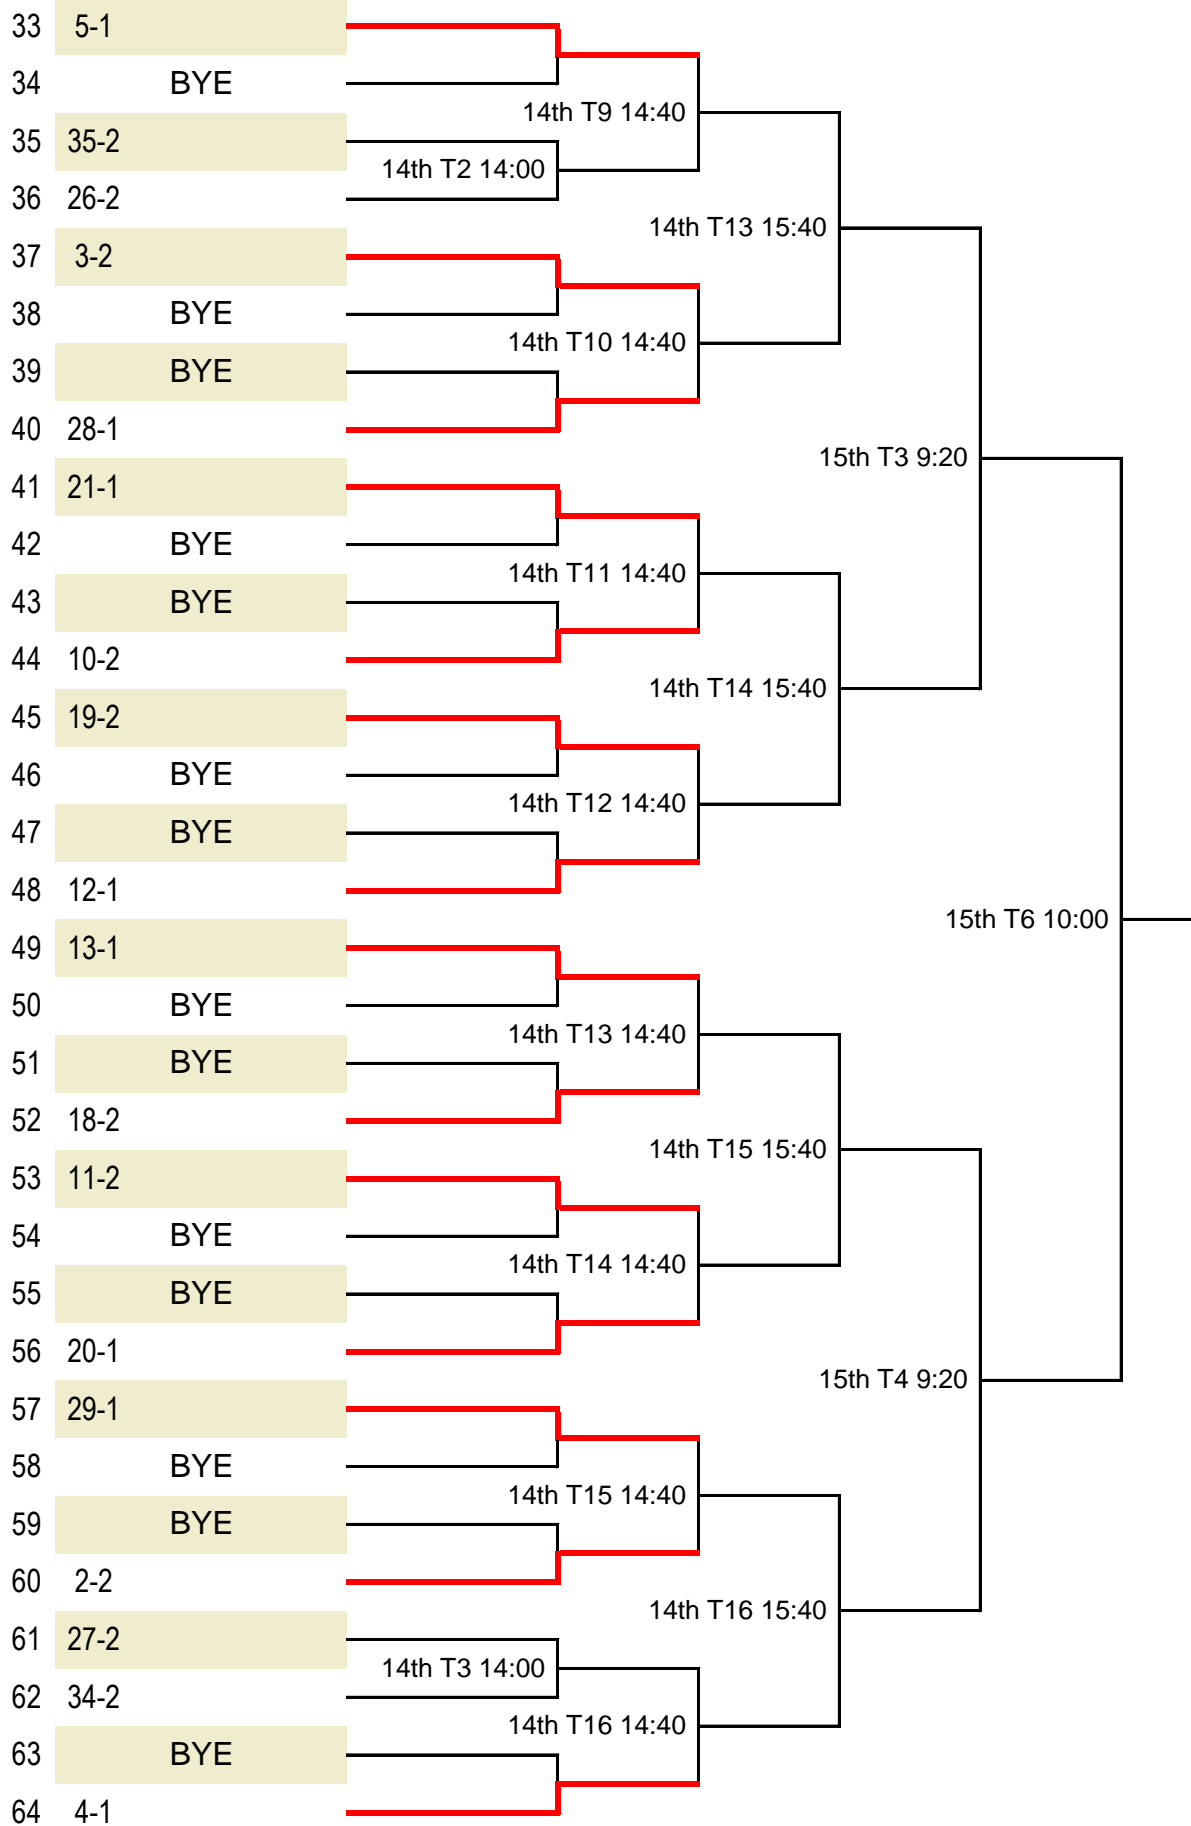 33 5-1
34 BYE
14th T9 14:40
35 35-2
14th T2 14:00
36 26-2
14th T13 15:40
37 3-2
38 BYE
14th T10 14:40
39 BYE
40 28-1
15th T3 9:20
41 21-1
42 BYE
14th T11 14:40
43 BYE
44 10-2
14th T14 15:40
45 19-2
46 BYE
14th T12 14:40
47 BYE
48 12-1
15th T6 10:00
49 13-1
50 BYE
14th T13 14:40
51 BYE
52 18-2
14th T15 15:40
53 11-2
54 BYE
14th T14 14:40
55 BYE
56 20-1
15th T4 9:20
57 29-1
58 BYE
14th T15 14:40
59 BYE
60 2-2
14th T16 15:40
61 27-2
14th T3 14:00
62 34-2
14th T16 14:40
63 BYE
64 4-1